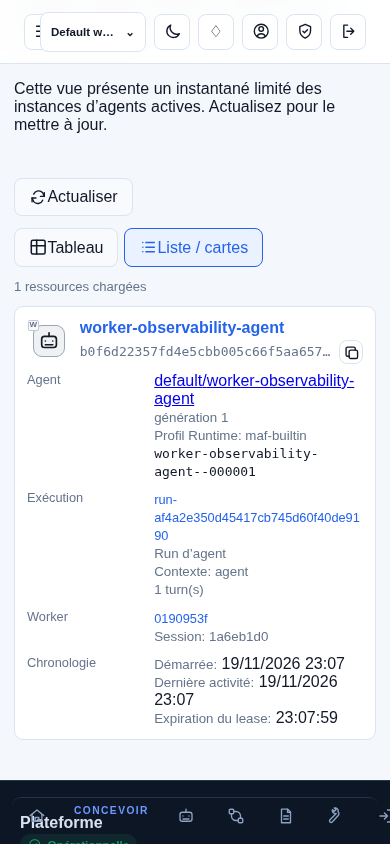 Default w…
Cette vue présente un instantané limité des
instances d’agents actives. Actualisez pour le
mettre à jour.
Actualiser
Tableau
Liste / cartes
1 ressources chargées
W
worker-observability-agent
b0f6d22357fd4e5cbb005c66f5aa657…
Agent
default/worker-observability-
agent
génération 1
Profil Runtime: maf-builtin
worker-observability-
agent--000001
Exécution
run-
af4a2e350d45417cb745d60f40de91
90
Run d’agent
Contexte: agent
1 turn(s)
Worker
0190953f
Session: 1a6eb1d0
Chronologie
Démarrée: 19/11/2026 23:07
Dernière activité: 19/11/2026
23:07
Expiration du lease: 23:07:59
CONCEVOIR
Plateforme
Opérationnelle